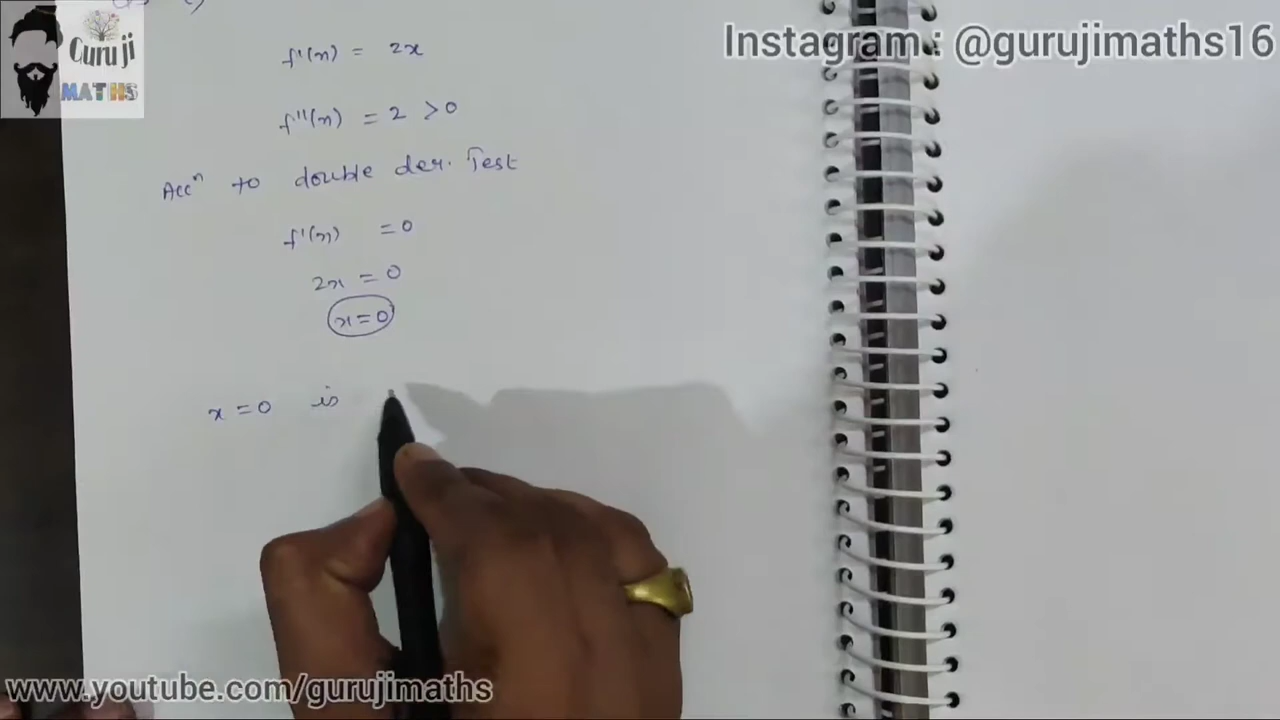 Guru ji
MATHS
Instagram : @gurujimaths16
f'(x) = 2x
f''(x) = 2 > 0
Accⁿ to double der. Test
f'(x) = 0
2x = 0
x = 0
x = 0 is
www.youtube.com/gurujimaths